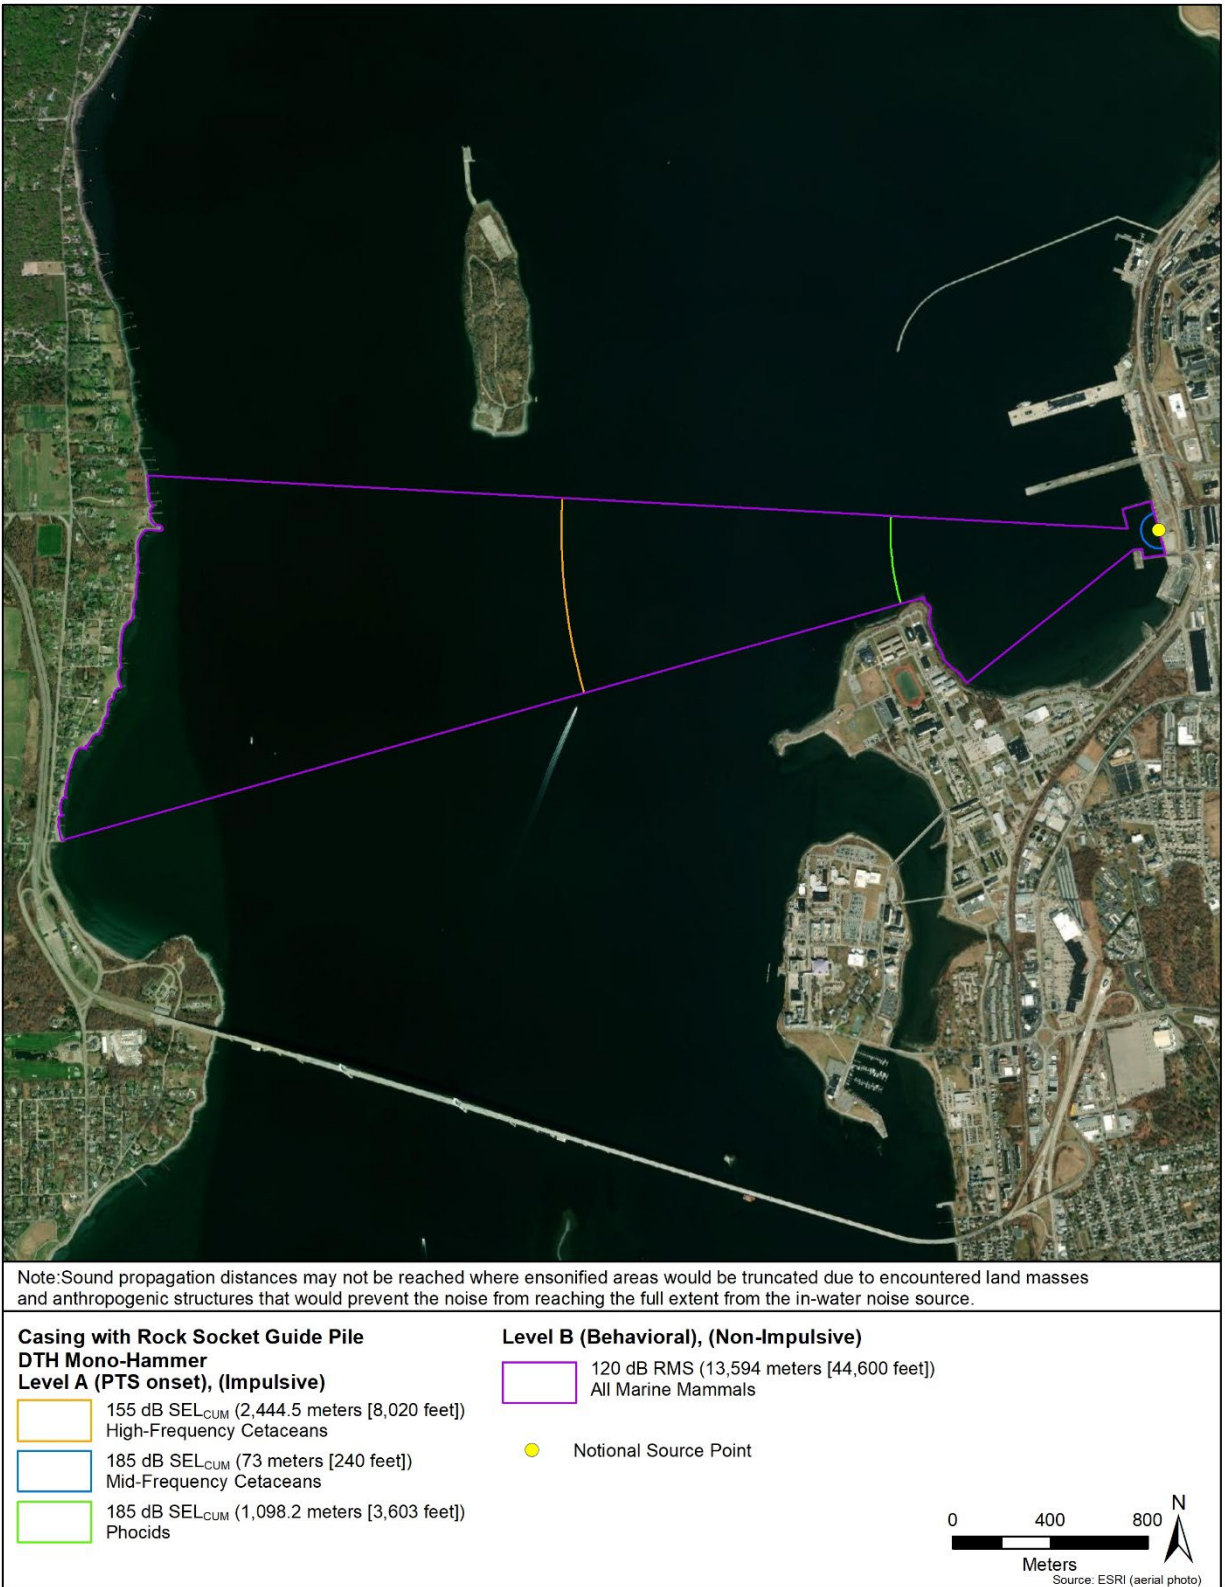 Note:Sound propagation distances may not be reached where ensonified areas would be truncated due to encountered land masses
and anthropogenic structures that would prevent the noise from reaching the full extent from the in-water noise source.
Casing with Rock Socket Guide Pile
DTH Mono-Hammer
Level A (PTS onset), (Impulsive)
155 dB SELCUM (2,444.5 meters [8,020 feet])
High-Frequency Cetaceans
185 dB SELCUM (73 meters [240 feet])
Mid-Frequency Cetaceans
185 dB SELCUM (1,098.2 meters [3,603 feet])
Phocids
Level B (Behavioral), (Non-Impulsive)
120 dB RMS (13,594 meters [44,600 feet])
All Marine Mammals
Notional Source Point
N
0 400 800
Meters
Source: ESRI (aerial photo)